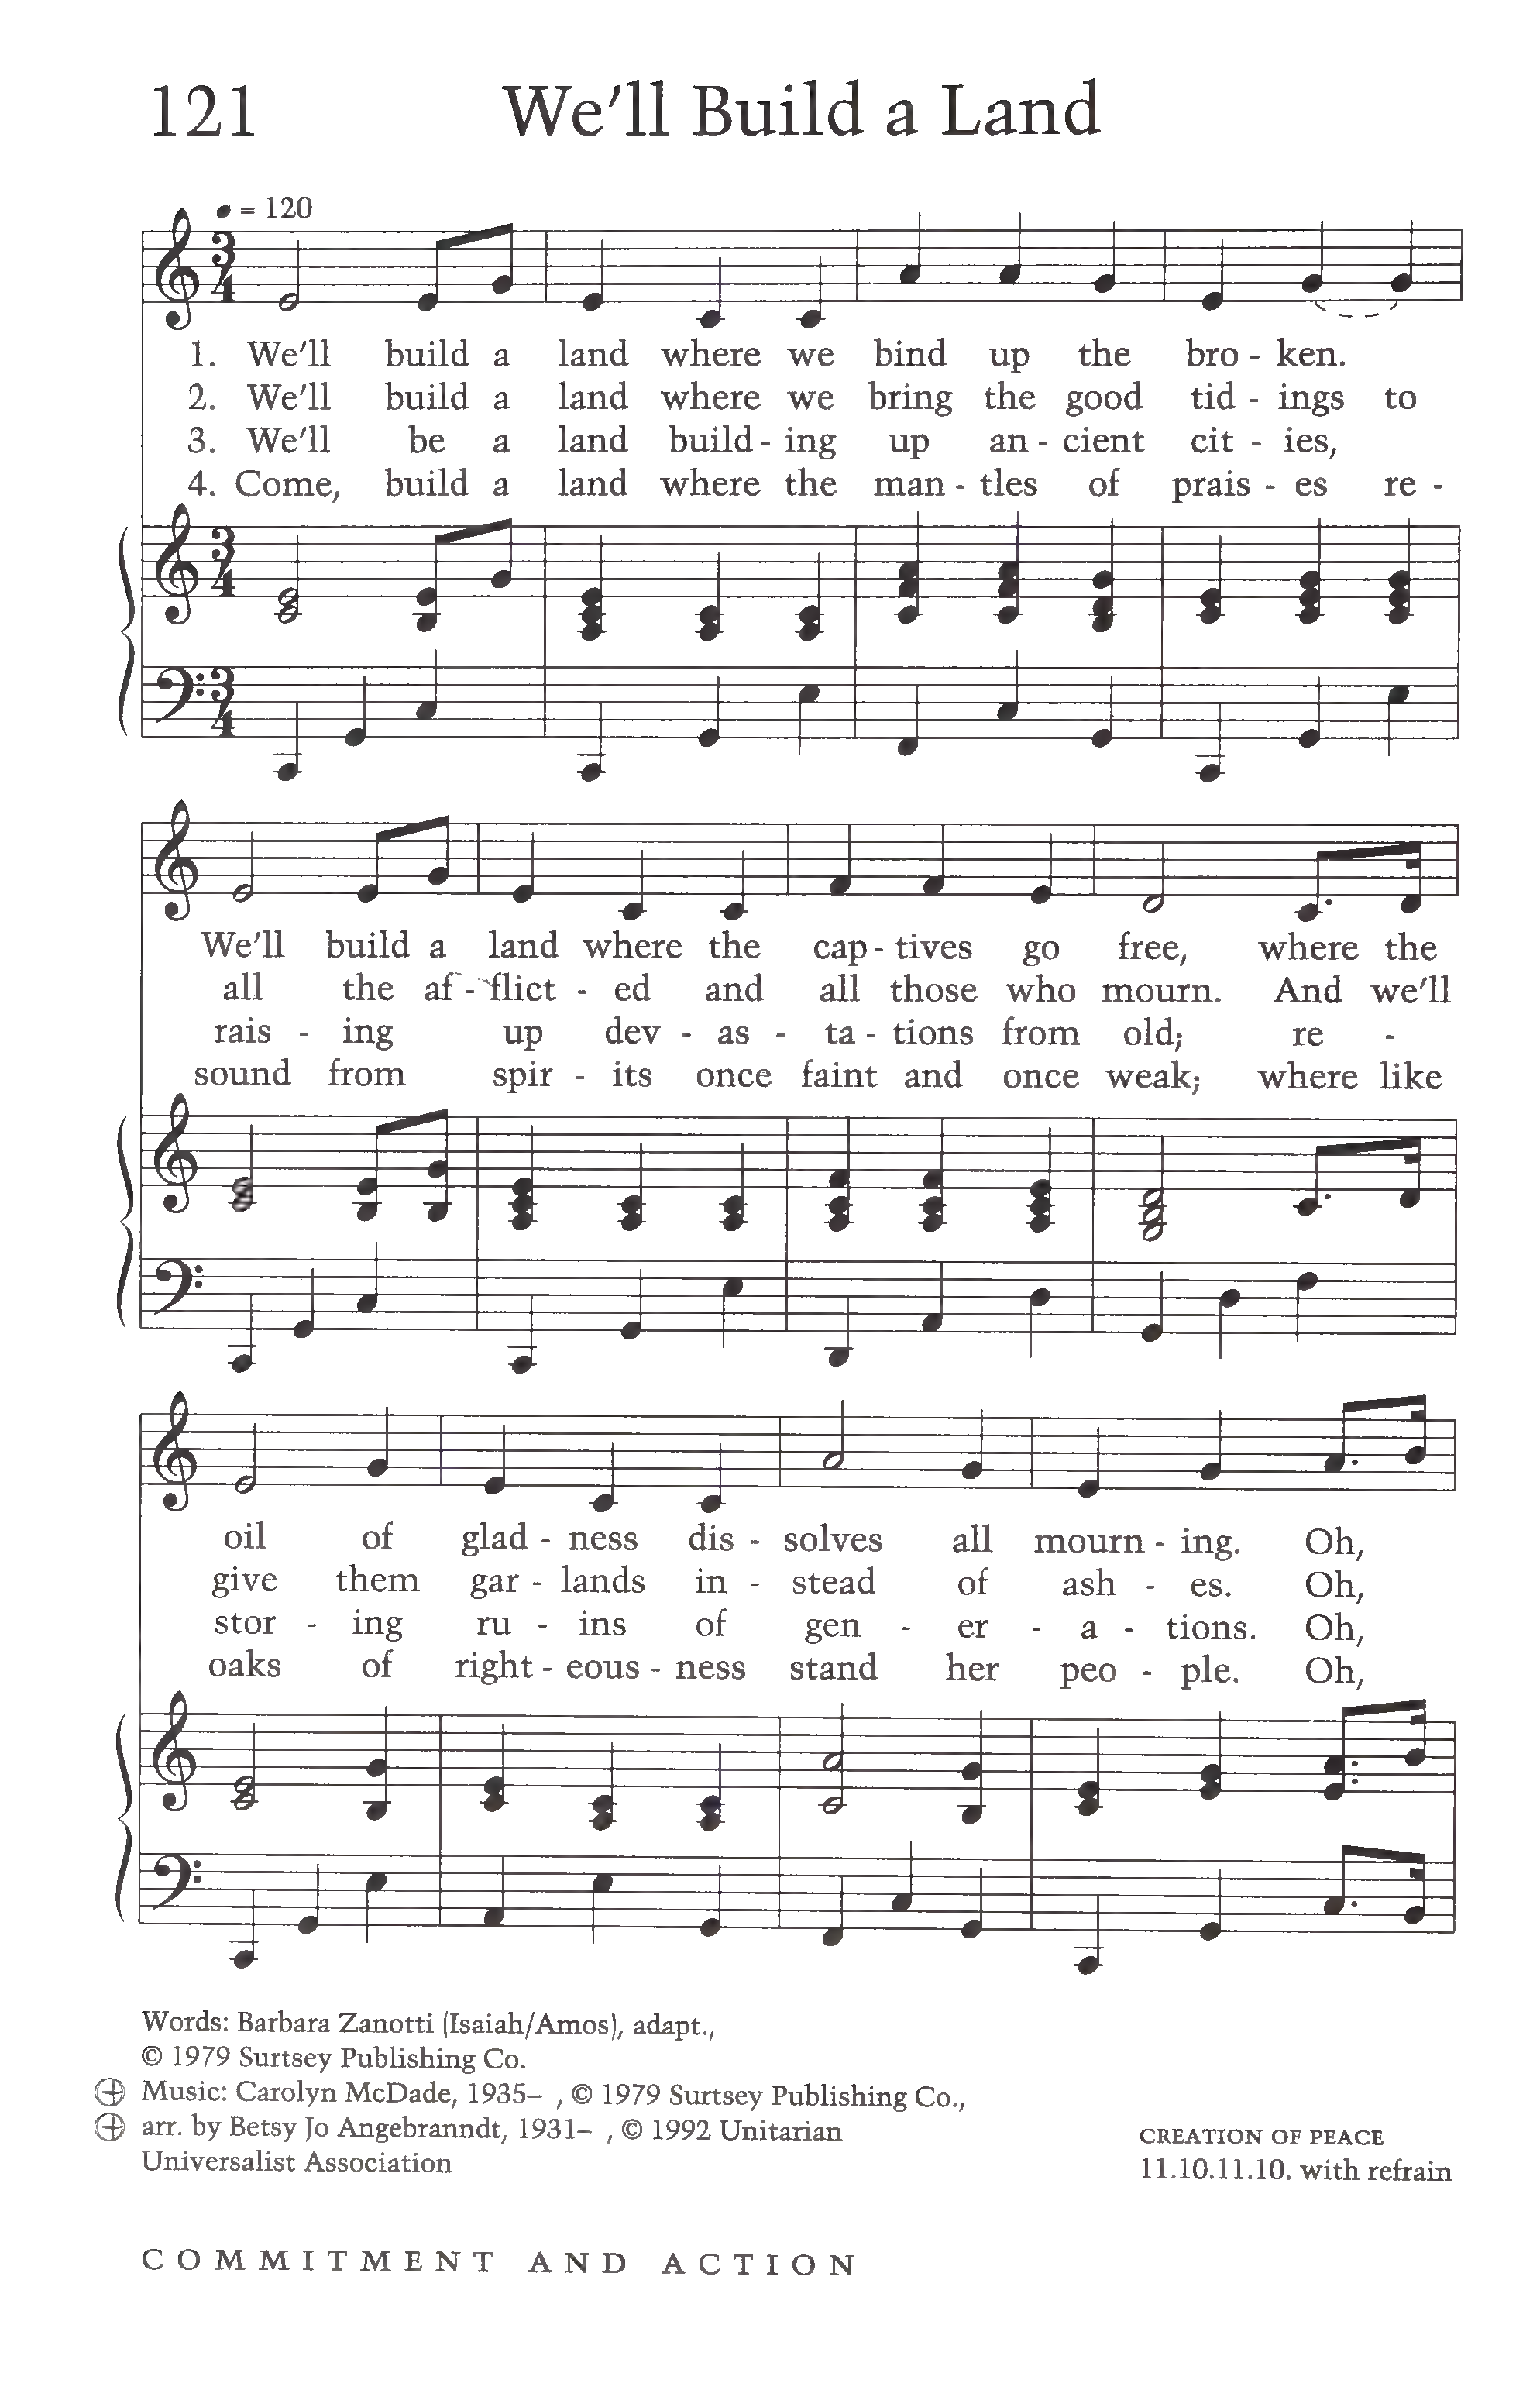 121 We'll Build a Land
= 120
3 4
1. We'll build a land where we bind up the bro - ken.
2. We'll build a land where we bring the good tid - ings to
3. We'll be a land build - ing up an - cient cit - ies,
4. Come, build a land where the man - tles of prais - es re -
3 4
3 4
We'll build a land where the cap - tives go free, where the
all the af - flict - ed and all those who mourn. And we'll
rais - ing up dev - as - ta - tions from old; re -
sound from spir - its once faint and once weak; where like
oil of glad - ness dis - solves all mourn - ing. Oh,
give them gar - lands in - stead of ash - es. Oh,
stor - ing ru - ins of gen - er - a - tions. Oh,
oaks of right - eous - ness stand her peo - ple. Oh,
Words: Barbara Zanotti (Isaiah/Amos), adapt.,
© 1979 Surtsey Publishing Co.
Music: Carolyn McDade, 1935– , © 1979 Surtsey Publishing Co.,
arr. by Betsy Jo Angebranndt, 1931– , © 1992 Unitarian
Universalist Association
CREATION OF PEACE
11.10.11.10. with refrain
COMMITMENT AND ACTION